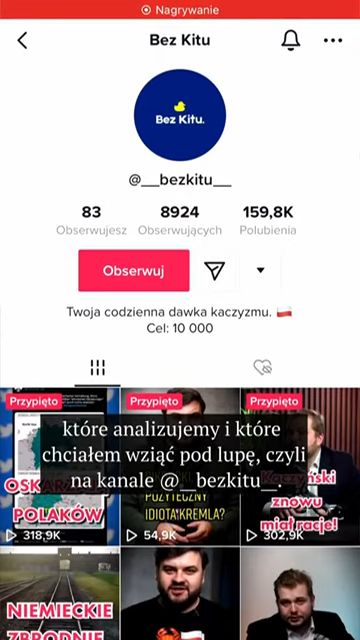 Nagrywanie
Bez Kitu
Bez Kitu.
@__bezkitu__
83 8924 159,8K
Obserwujesz Obserwujących Polubienia
Obserwuj
Twoja codzienna dawka kaczyzmu. 🇵🇱
Cel: 10 000
Przypięto Przypięto Przypięto
które analizujemy i które
chciałem wziąć pod lupę, czyli
na kanale @__bezkitu__
POLAKÓW
POŻYTECZNY
IDIOTA KREMLA?
znowu
miał rację!
318,9K 54,9K 302,9K
NIEMIECKIE
ZBRODNIE